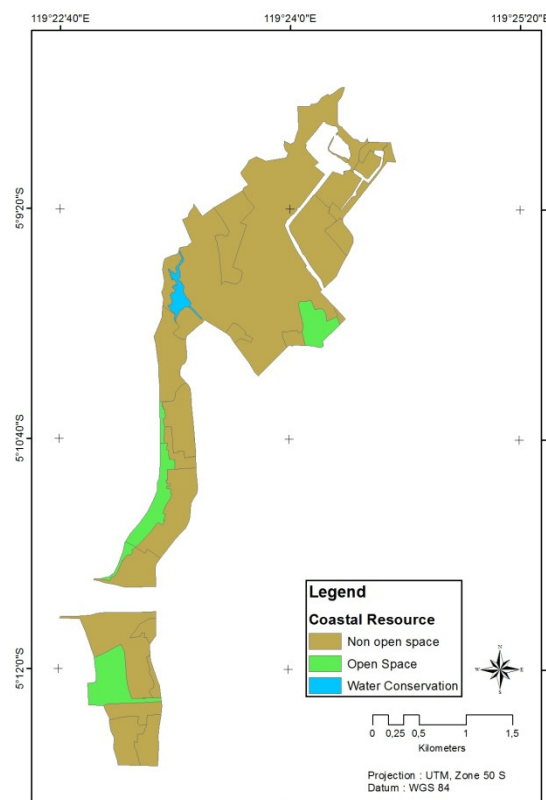 119°22'40"E 119°24'0"E 119°25'20"E
5°9'20"S
5°10'40"S
5°12'0"S
Legend
Coastal Resource
Non open space
Open Space
Water Conservation
N
W E
S
0 0,25 0,5 1 1,5
Kilometers
Projection : UTM, Zone 50 S
Datum : WGS 84